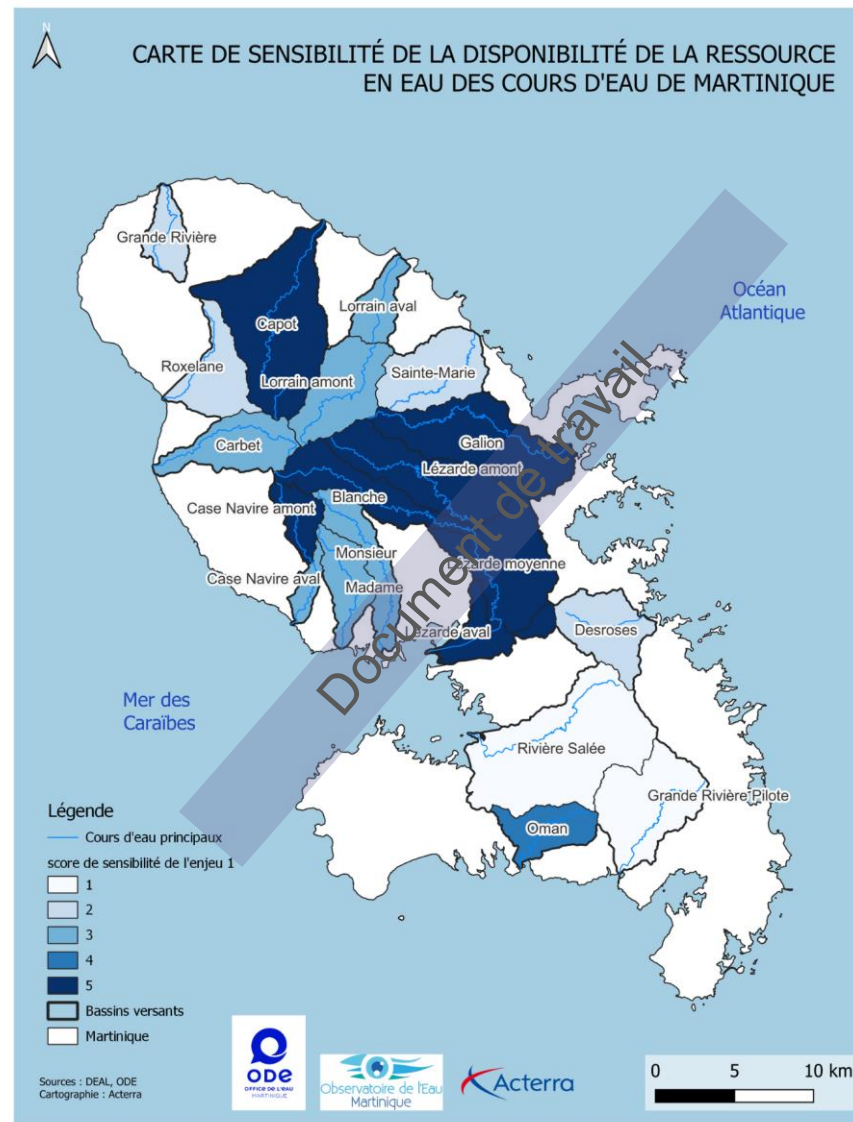 N
CARTE DE SENSIBILITÉ DE LA DISPONIBILITÉ DE LA RESSOURCE
EN EAU DES COURS D'EAU DE MARTINIQUE
Grande Rivière
Océan
Atlantique
Lorrain aval
Capot
Roxelane
Sainte-Marie
Lorrain amont
Carbet
Galion
Lézarde amont
Blanche
Case Navire amont
Monsieur
Lézarde moyenne
Case Navire aval
Madame
Lézarde aval
Desroses
Document de travail
Mer des
Caraïbes
Rivière Salée
Grande Rivière Pilote
Oman
Légende
Cours d'eau principaux
score de sensibilité de l'enjeu 1
1
2
3
4
5
Bassins versants
Martinique
Sources : DEAL, ODE
Cartographie : Acterra
ODE
OFFICE DE L'EAU
MARTINIQUE
Observatoire de l'Eau
Martinique
Acterra
0 5 10 km